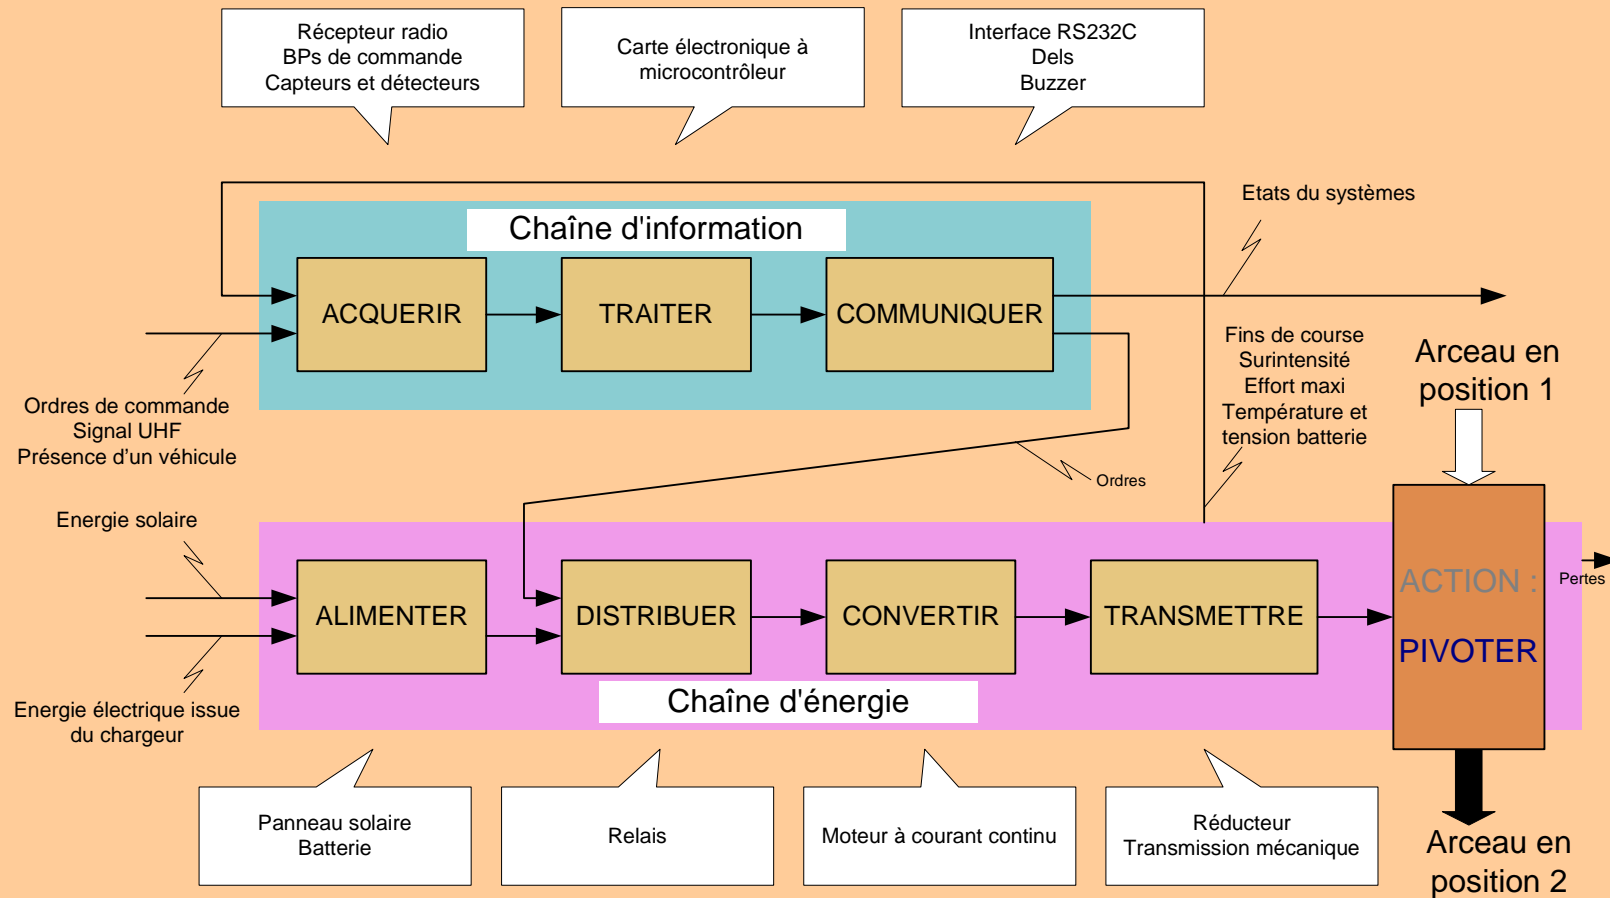 Récepteur radio
BPs de commande
Capteurs et détecteurs
Carte électronique à
microcontrôleur
Interface RS232C
Dels
Buzzer
Etats du systèmes
Chaîne d'information
ACQUERIR
TRAITER
COMMUNIQUER
Ordres de commande
Signal UHF
Présence d'un véhicule
Fins de course
Surintensité
Effort maxi
Température et
tension batterie
Arceau en
position 1
Ordres
Energie solaire
Energie électrique issue
du chargeur
ALIMENTER
DISTRIBUER
CONVERTIR
TRANSMETTRE
ACTION :
PIVOTER
Pertes
Chaîne d'énergie
Panneau solaire
Batterie
Relais
Moteur à courant continu
Réducteur
Transmission mécanique
Arceau en
position 2